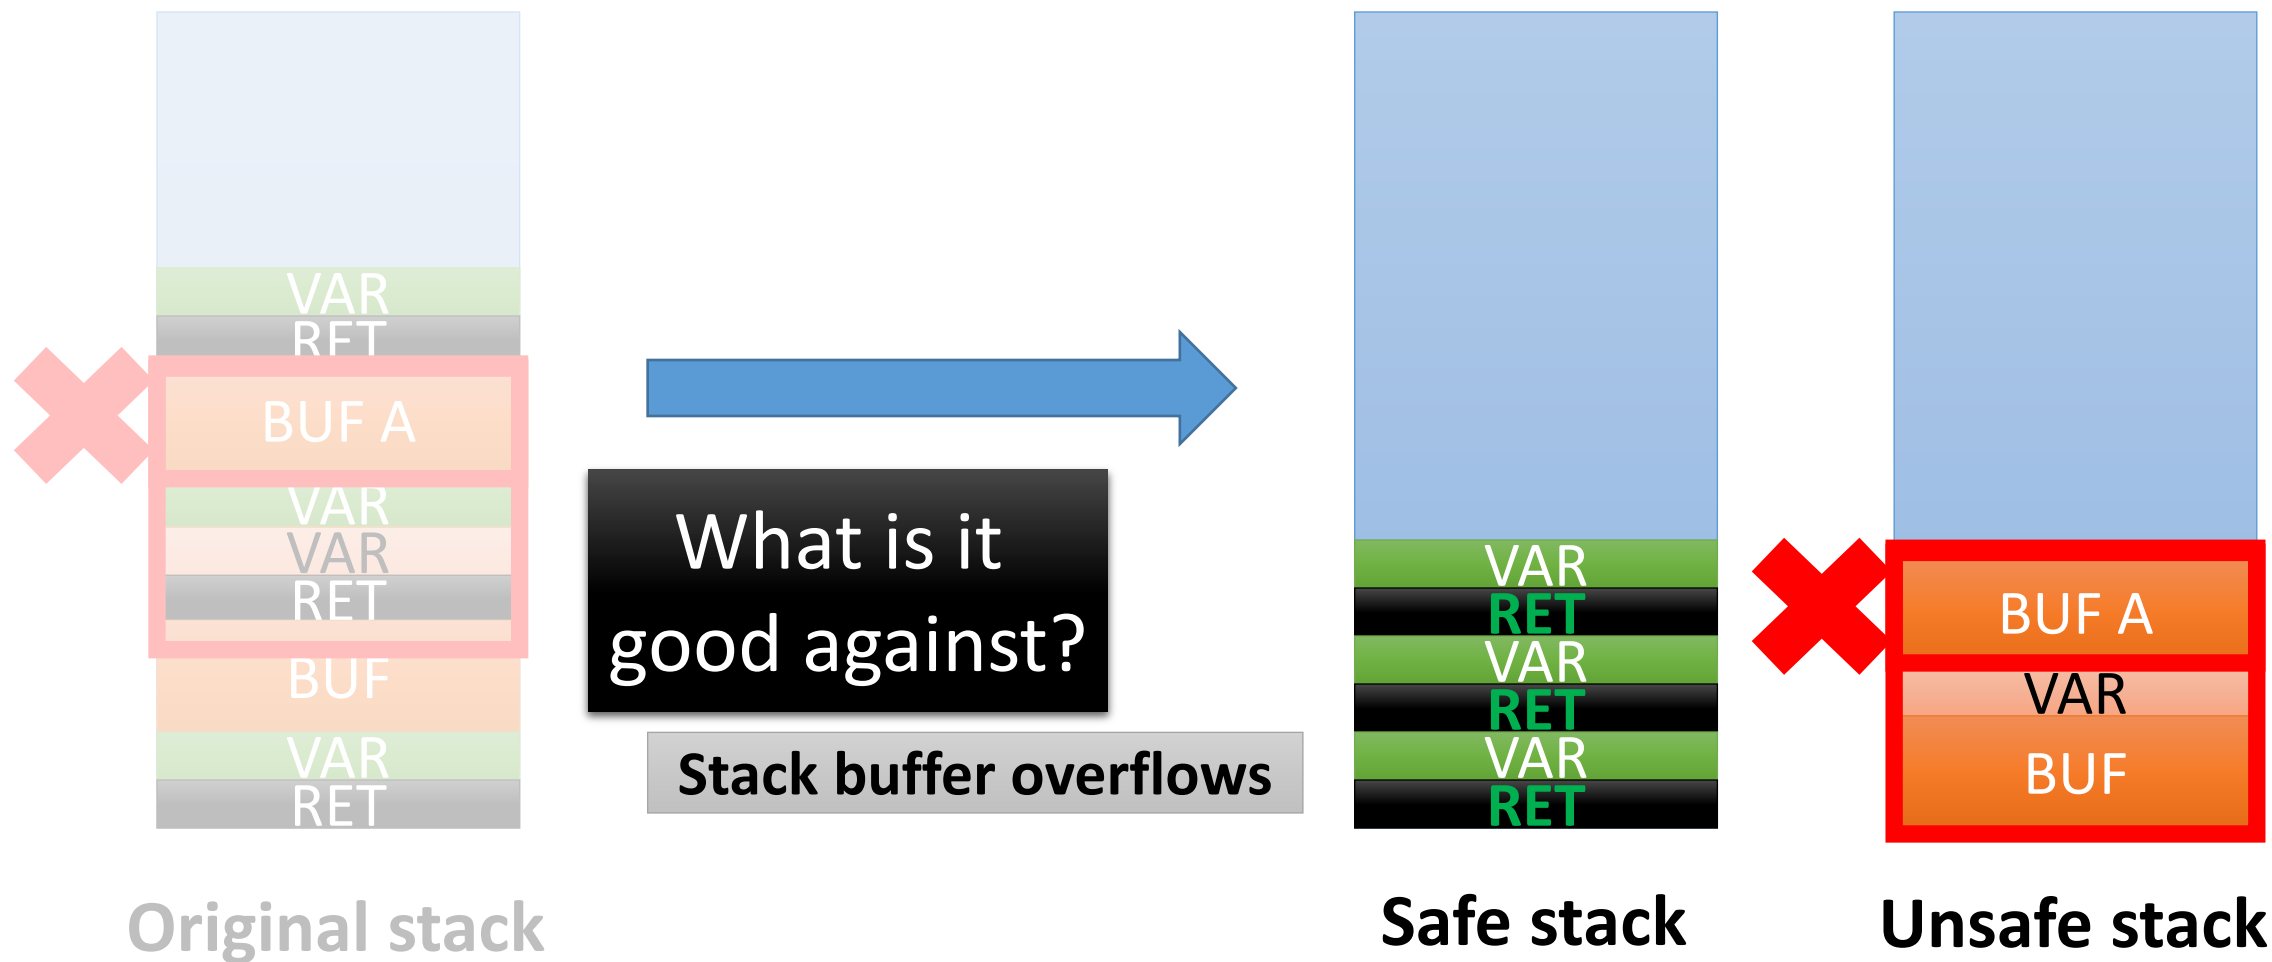 VAR
RET
BUF A
VAR
VAR
RET
BUF
VAR
RET
Original stack
What is it
good against?
Stack buffer overflows
VAR
RET
VAR
RET
VAR
RET
Safe stack
BUF A
VAR
BUF
Unsafe stack